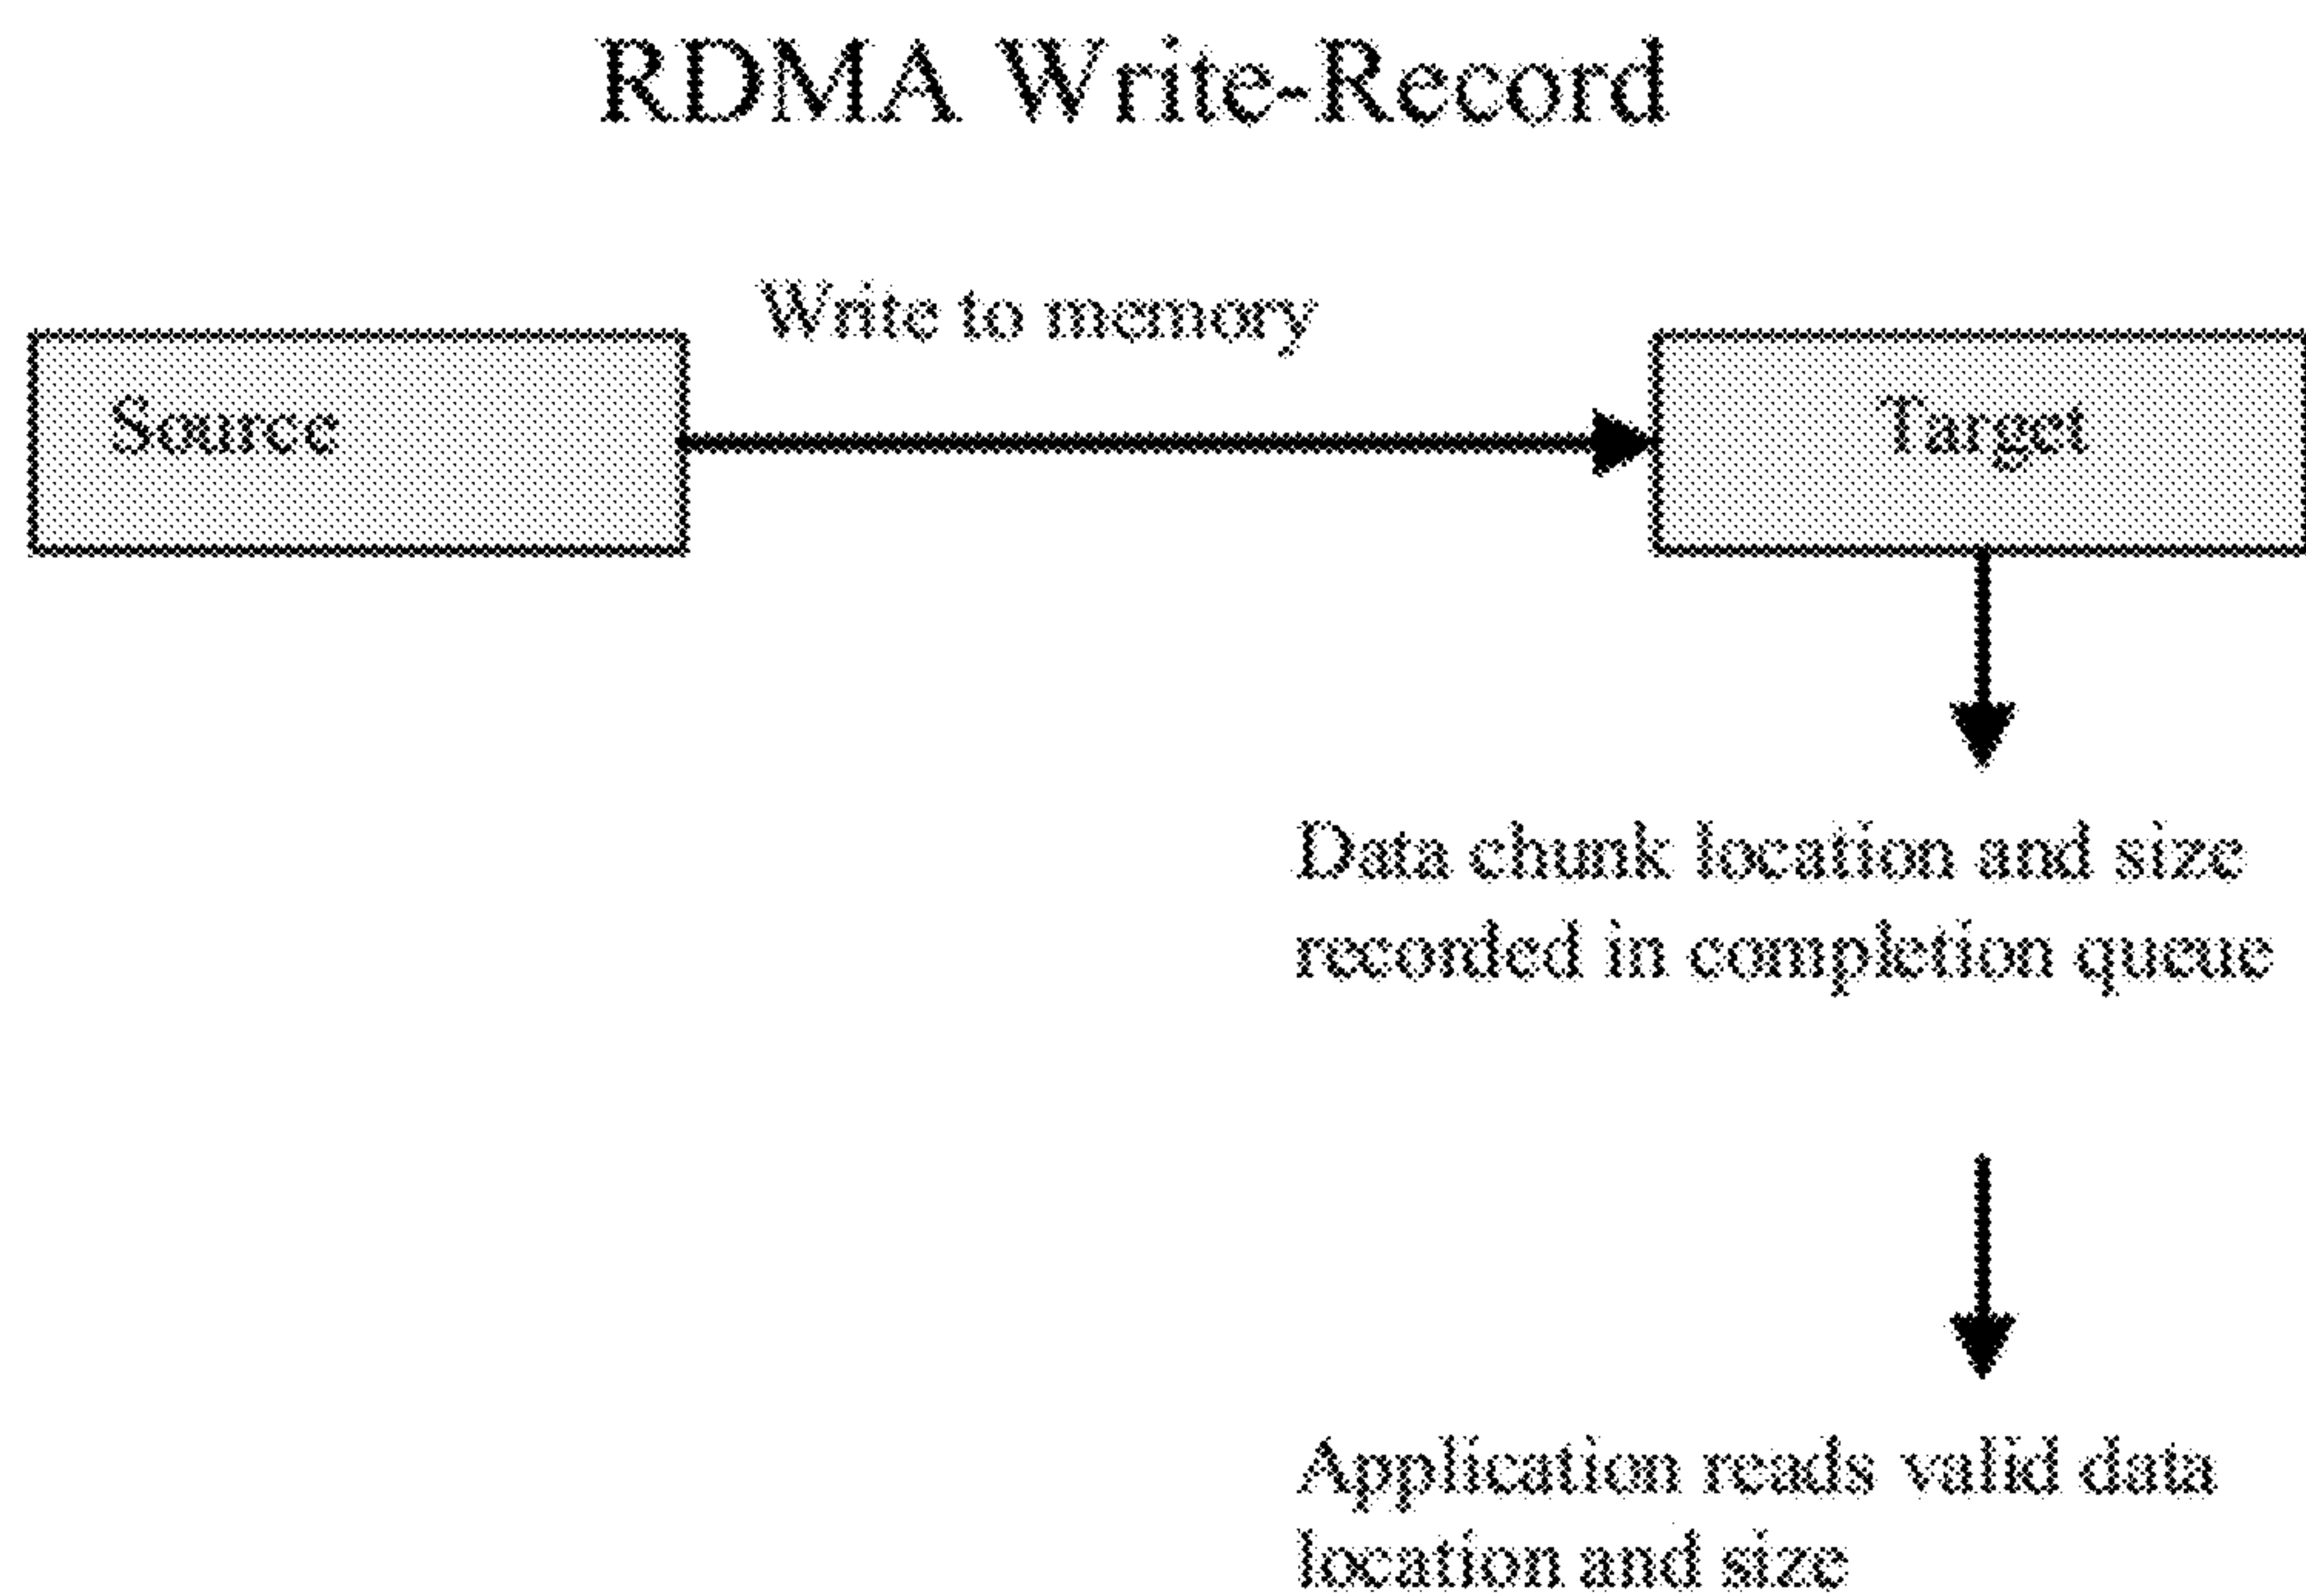 RDMA Write-Record
Write to memory
Source
Target
Data chunk location and size
recorded in completion queue
Application reads valid data
location and size